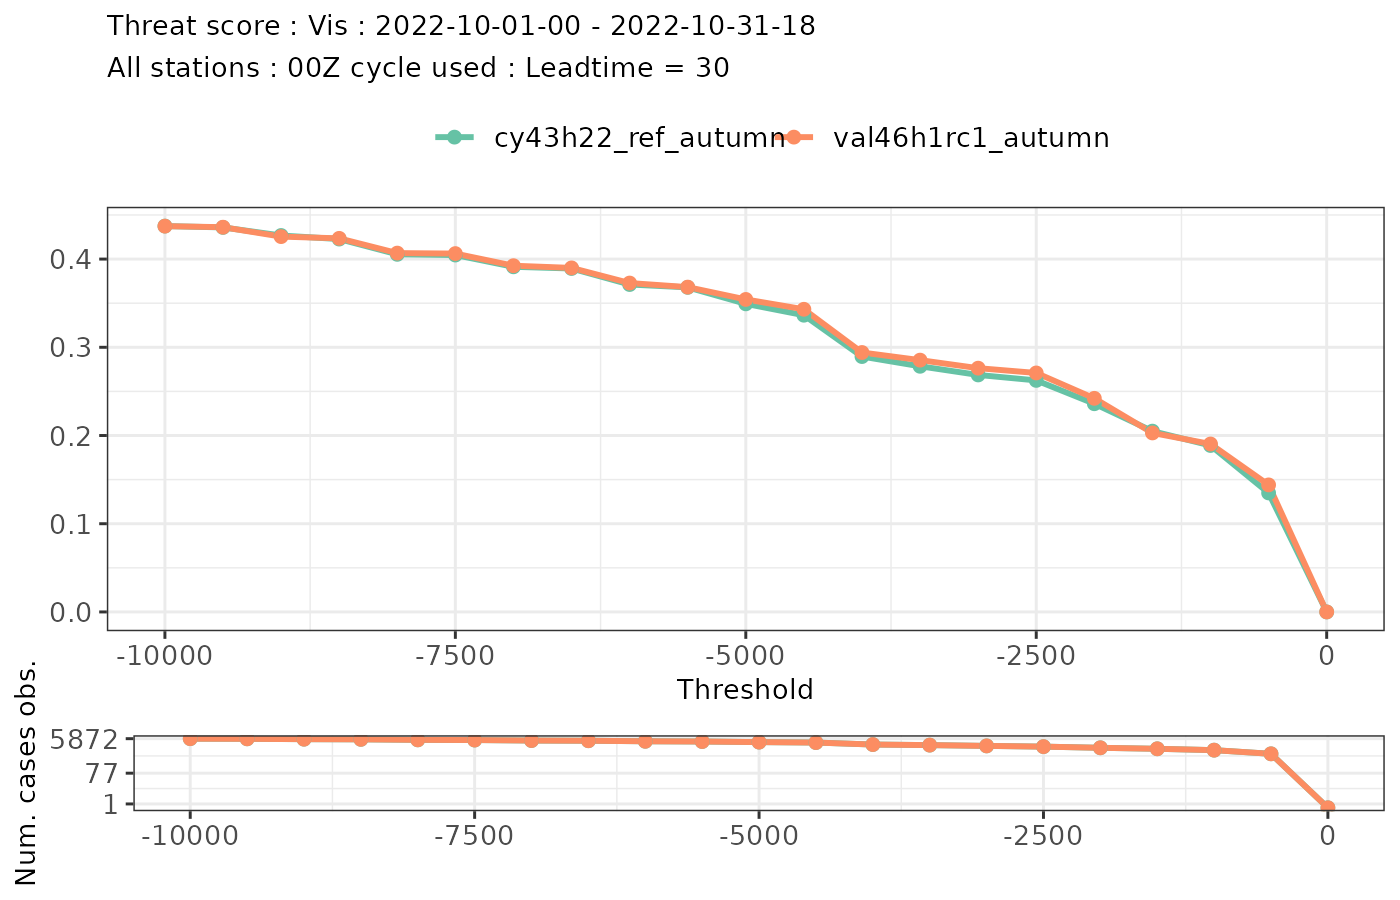 Threat score : Vis : 2022-10-01-00 - 2022-10-31-18
All stations : 00Z cycle used : Leadtime = 30
cy43h22_ref_autumn val46h1rc1_autumn
0.4
0.3
0.2
0.1
0.0
-10000 -7500 -5000 -2500 0
Threshold
Num. cases obs.
5872
77
1
-10000 -7500 -5000 -2500 0